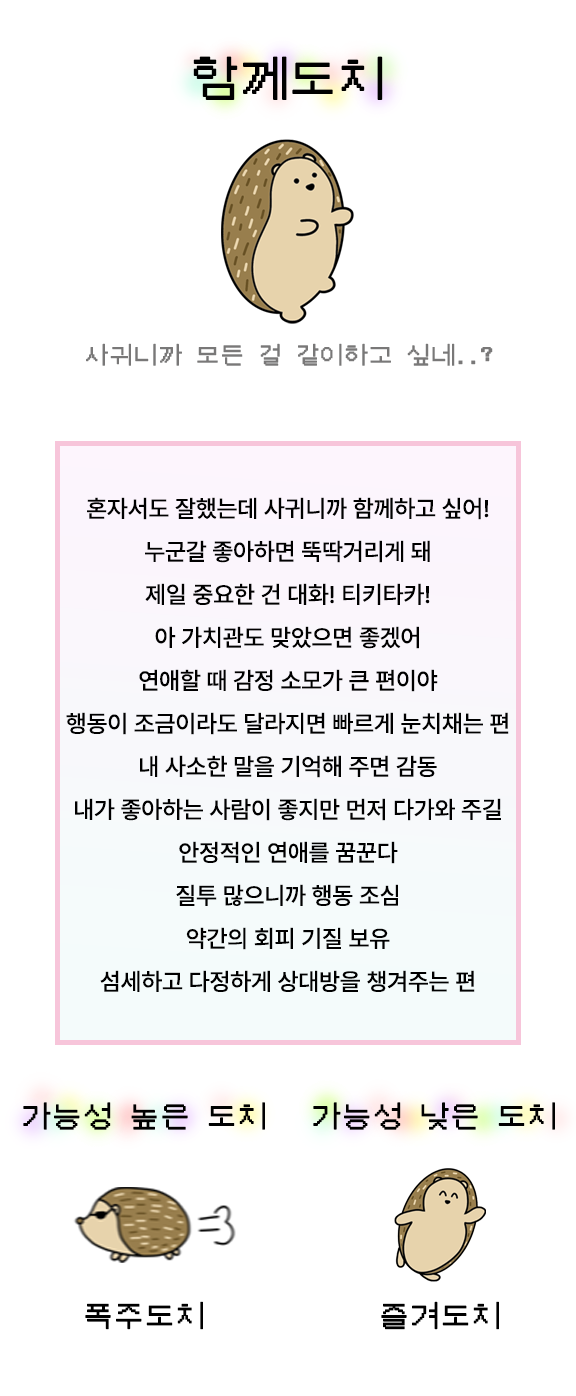 함께도치
사귀니까 모든 걸 같이하고 싶네..?
혼자서도 잘했는데 사귀니까 함께하고 싶어!
누군갈 좋아하면 뚝딱거리게 돼
제일 중요한 건 대화! 티키타카!
아 가치관도 맞았으면 좋겠어
연애할 때 감정 소모가 큰 편이야
행동이 조금이라도 달라지면 빠르게 눈치채는 편
내 사소한 말을 기억해 주면 감동
내가 좋아하는 사람이 좋지만 먼저 다가와 주길
안정적인 연애를 꿈꾼다
질투 많으니까 행동 조심
약간의 회피 기질 보유
섬세하고 다정하게 상대방을 챙겨주는 편
가능성 높은 도치
가능성 낮은 도치
폭주도치
즐겨도치